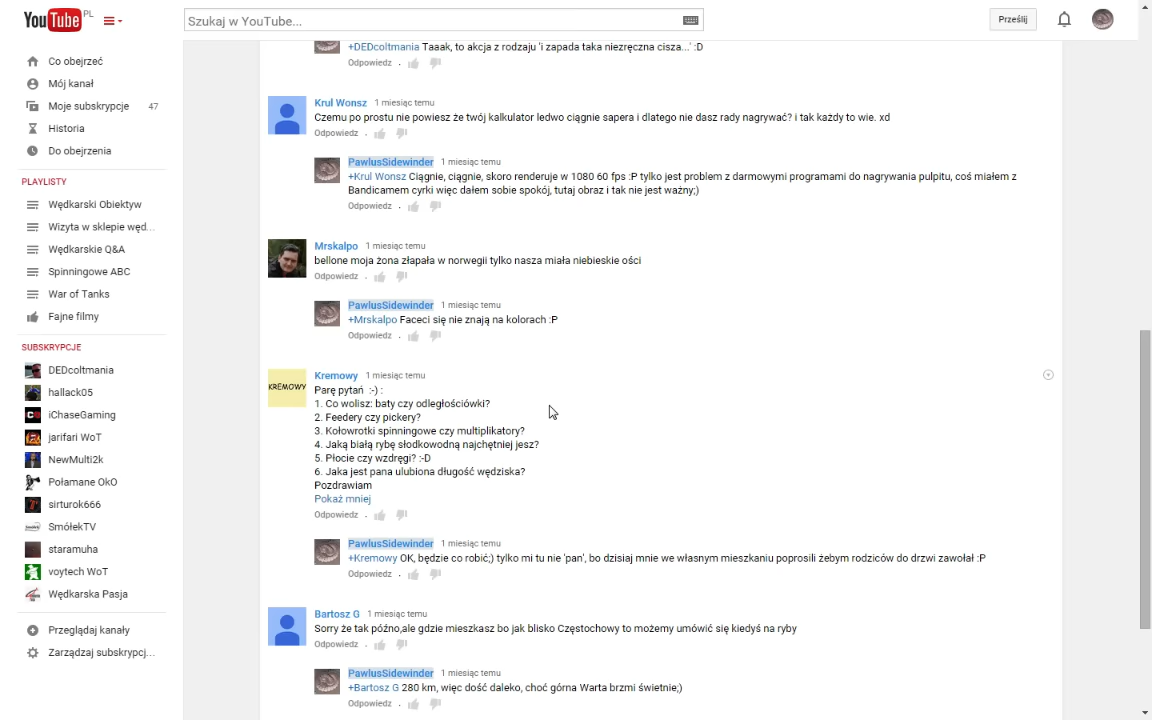 YouTube PL
Szukaj w YouTube...
Prześlij
Co obejrzeć
Mój kanał
Moje subskrypcje 47
Historia
Do obejrzenia
PLAYLISTY
Wędkarski Obiektyw
Wizyta w sklepie węd...
Wędkarskie Q&A
Spinningowe ABC
War of Tanks
Fajne filmy
SUBSKRYPCJE
DEDcoltmania
hallack05
iChaseGaming
jarifari WoT
NewMulti2k
Połamane OkO
sirturok666
SmółekTV
staramuha
voytech WoT
Wędkarska Pasja
Przeglądaj kanały
Zarządzaj subskrypcj...
+DEDcoltmania Taaak, to akcja z rodzaju 'i zapada taka niezręczna cisza...' :D
Odpowiedz .
Krul Wonsz 1 miesiąc temu
Czemu po prostu nie powiesz że twój kalkulator ledwo ciągnie sapera i dlatego nie dasz rady nagrywać? i tak każdy to wie. xd
Odpowiedz .
PawlusSidewinder 1 miesiąc temu
+Krul Wonsz Ciągnie, ciągnie, skoro renderuje w 1080 60 fps :P tylko jest problem z darmowymi programami do nagrywania pulpitu, coś miałem z
Bandicamem cyrki więc dałem sobie spokój, tutaj obraz i tak nie jest ważny;)
Odpowiedz .
Mrskalpo 1 miesiąc temu
bellone moja żona złapała w norwegii tylko nasza miała niebieskie ości
Odpowiedz .
PawlusSidewinder 1 miesiąc temu
+Mrskalpo Faceci się nie znają na kolorach :P
Odpowiedz .
KREMOWY
Kremowy 1 miesiąc temu
Parę pytań :-) :
1. Co wolisz: baty czy odległościówki?
2. Feedery czy pickery?
3. Kołowrotki spinningowe czy multiplikatory?
4. Jaką białą rybę słodkowodną najchętniej jesz?
5. Płocie czy wzdręgi? :-D
6. Jaka jest pana ulubiona długość wędziska?
Pozdrawiam
Pokaż mniej
Odpowiedz .
PawlusSidewinder 1 miesiąc temu
+Kremowy OK, będzie co robić;) tylko mi tu nie 'pan', bo dzisiaj mnie we własnym mieszkaniu poprosili żebym rodziców do drzwi zawołał :P
Odpowiedz .
Bartosz G 1 miesiąc temu
Sorry że tak późno,ale gdzie mieszkasz bo jak blisko Częstochowy to możemy umówić się kiedyś na ryby
Odpowiedz .
PawlusSidewinder 1 miesiąc temu
+Bartosz G 280 km, więc dość daleko, choć górna Warta brzmi świetnie;)
Odpowiedz .